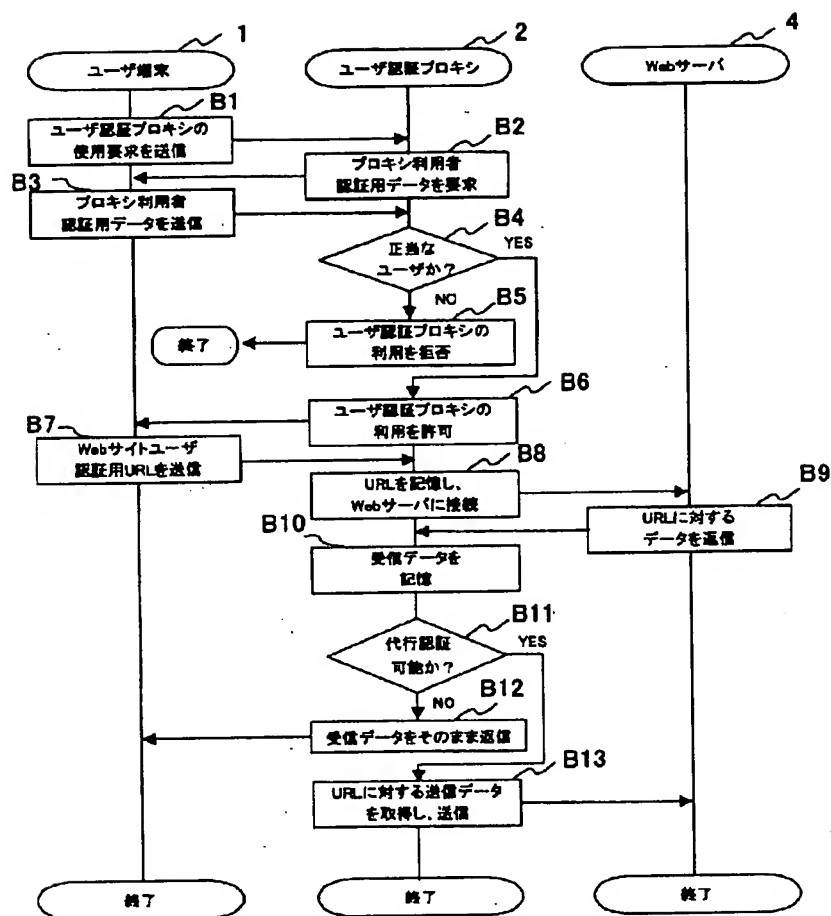 1
2
4
ユーザ端末
ユーザ認証プロキシ
Webサーバ
B1
ユーザ認証プロキシの
使用要求を送信
B2
プロキシ利用者
認証用データを要求
B3
プロキシ利用者
認証用データを送信
B4
正当な
ユーザか?
YES
NO
B5
ユーザ認証プロキシの
利用を拒否
終了
B6
ユーザ認証プロキシの
利用を許可
B7
Webサイトユーザ
認証用URLを送信
B8
URLを記憶し、
Webサーバに接続
B9
URLに対する
データを返信
B10
受信データを
記憶
B11
代行認証
可能か?
YES
NO
B12
受信データをそのまま返信
B13
URLに対する送信データ
を取得し、送信
終了
終了
終了